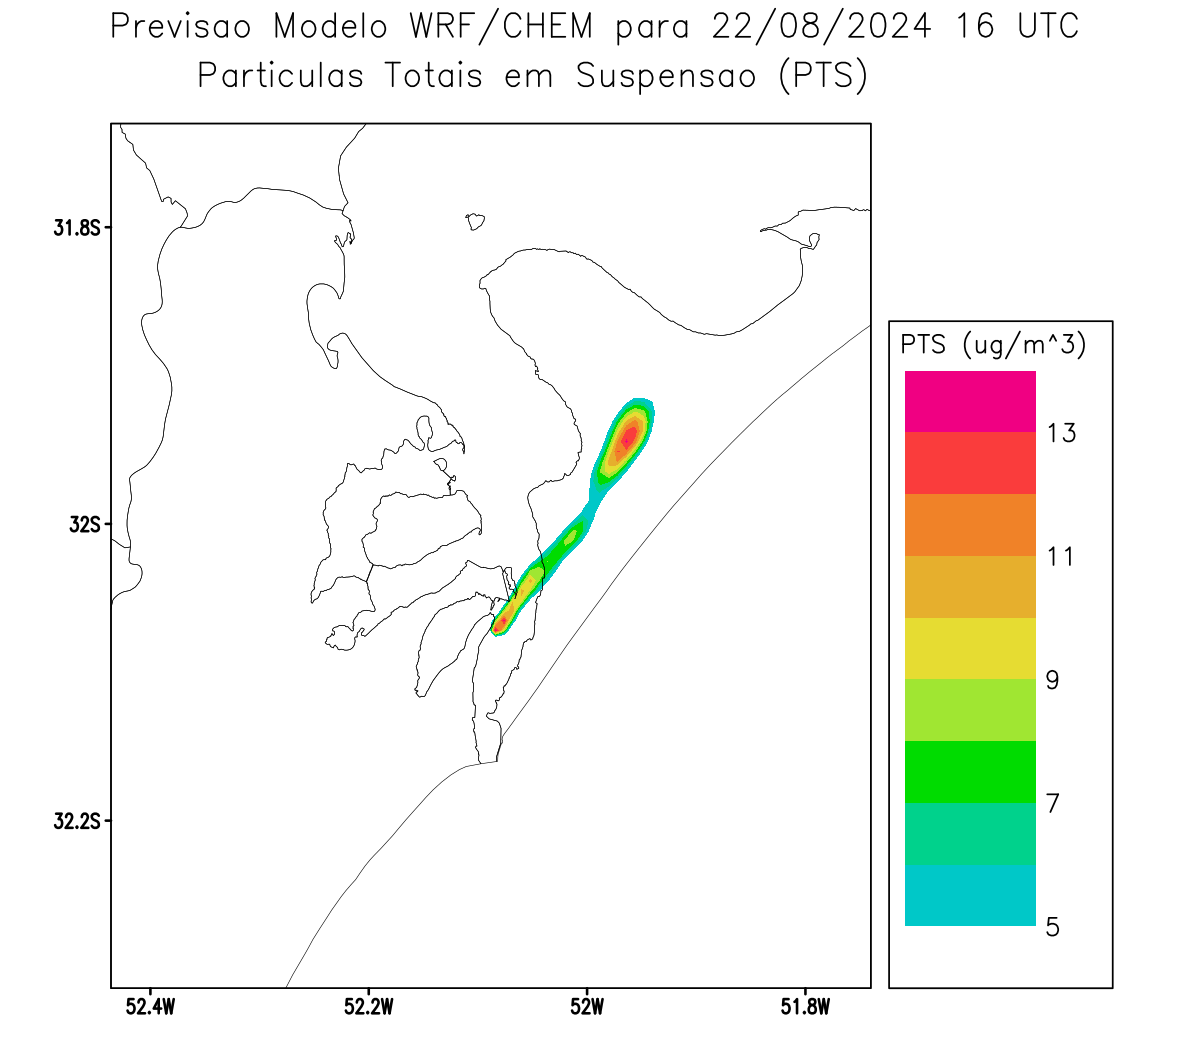 Previsao Modelo WRF/CHEM para 22/08/2024 16 UTC
Particulas Totais em Suspensao (PTS)
31.8S
32S
32.2S
52.4W
52.2W
52W
51.8W
PTS (ug/m^3)
13
11
9
7
5